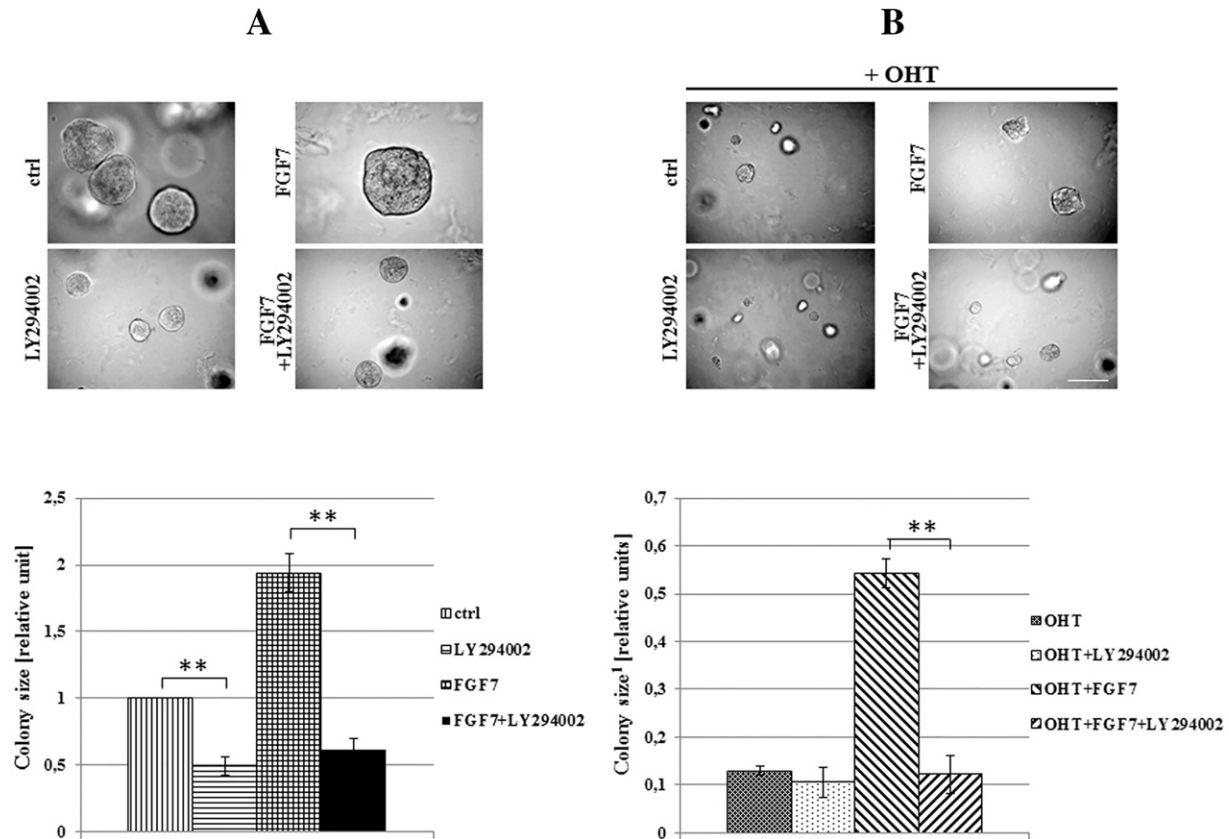 A
B
+ OHT
ctrl
FGF7
LY294002
FGF7
+LY294002
ctrl
FGF7
LY294002
FGF7
+LY294002
Colony size [relative unit]
2,5
2
1,5
1
0,5
0
**
**
ctrl
LY294002
FGF7
FGF7+LY294002
Colony size¹ [relative units]
0,7
0,6
0,5
0,4
0,3
0,2
0,1
0
**
OHT
OHT+LY294002
OHT+FGF7
OHT+FGF7+LY294002